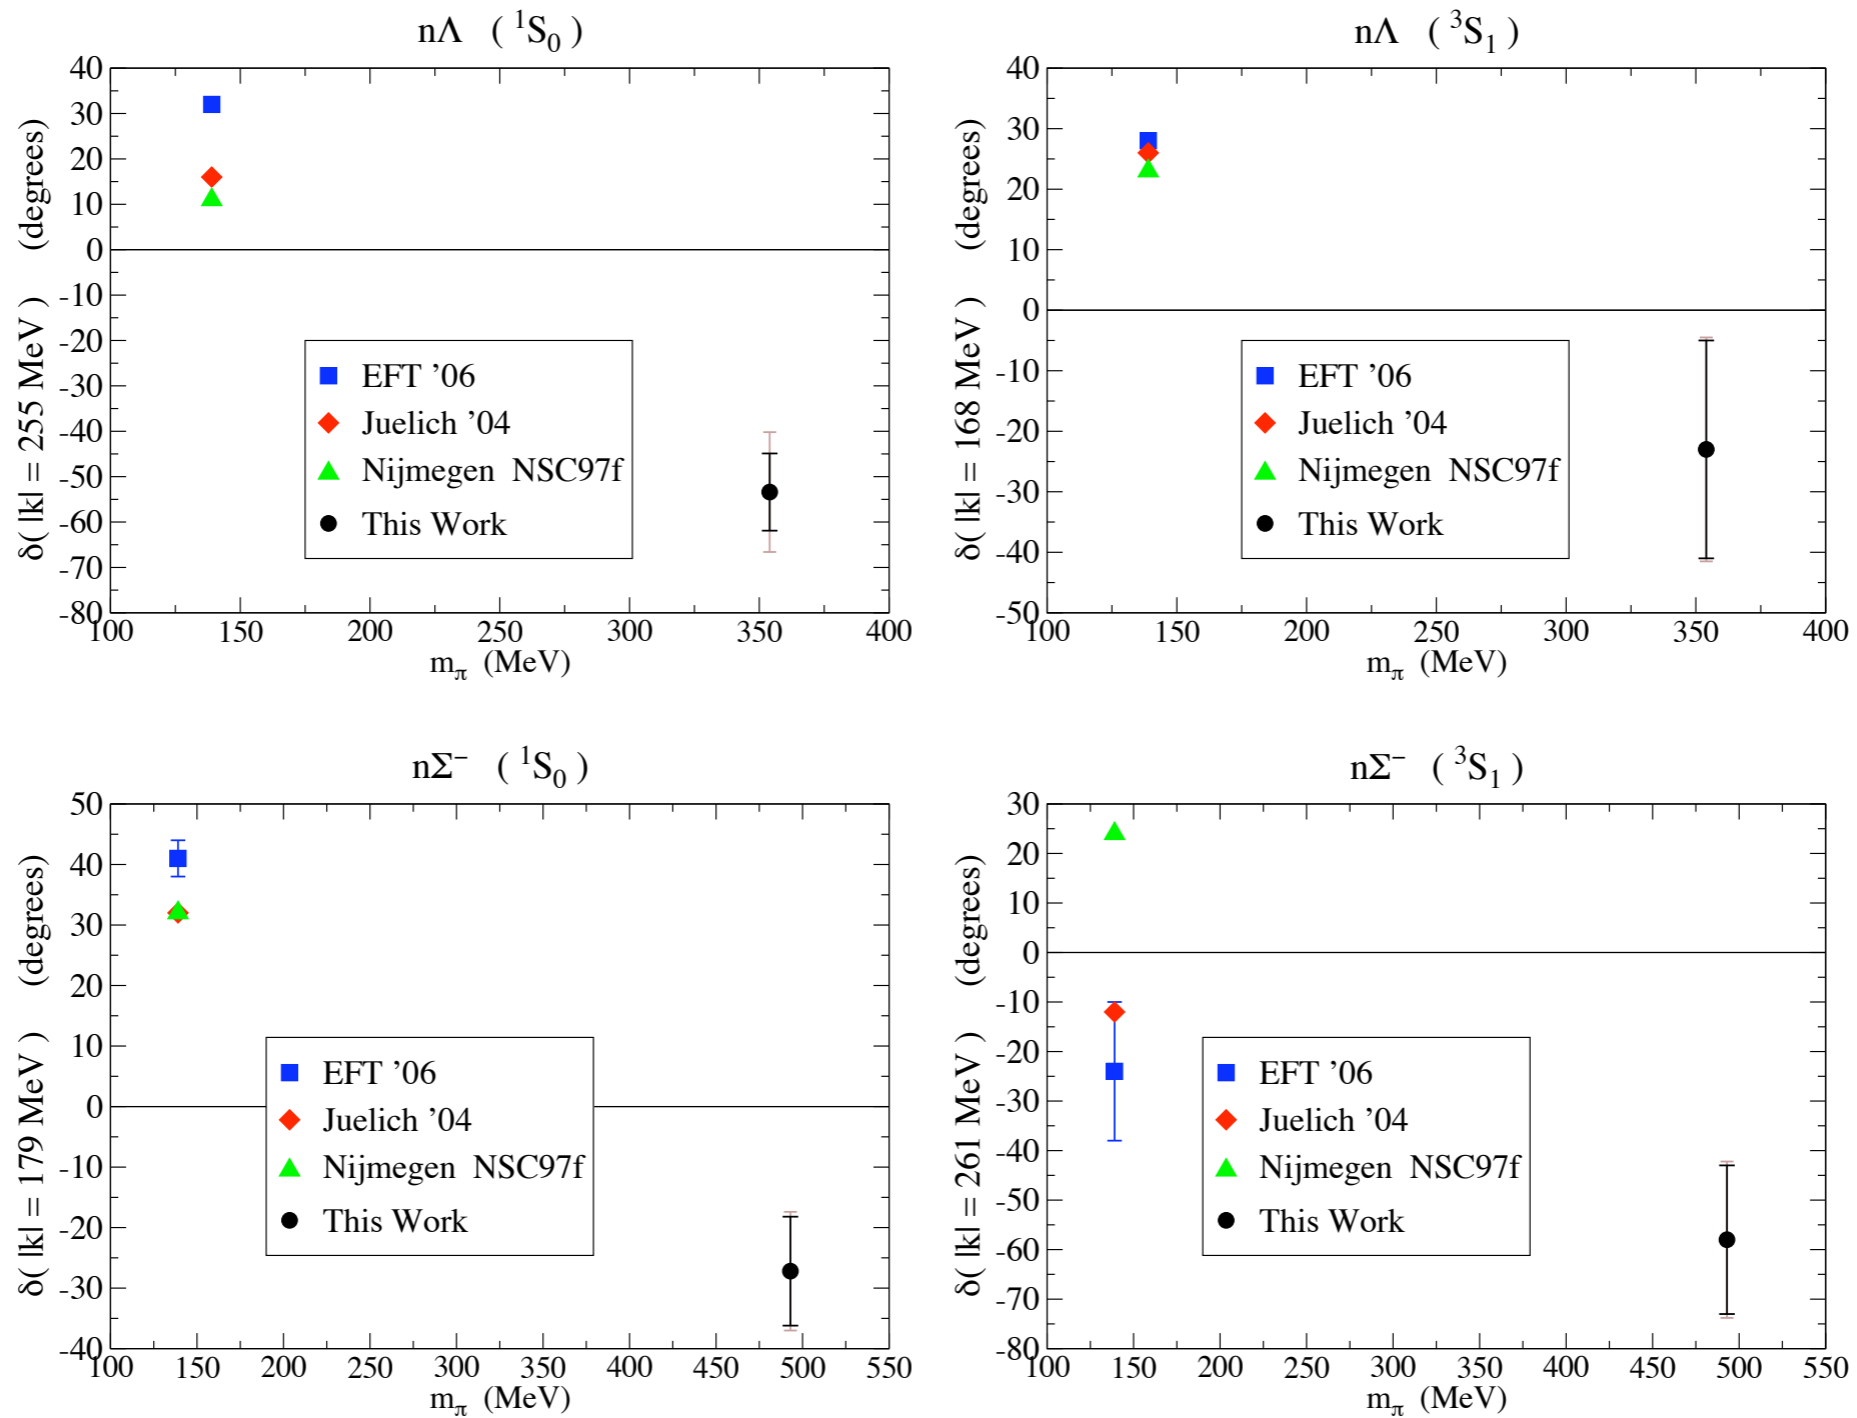 nΛ ( ¹S₀ )
40
30
20
10
0
-10
-20
-30
-40
-50
-60
-70
-80
δ( |k| = 255 MeV ) (degrees)
EFT ’06
Juelich ’04
Nijmegen NSC97f
This Work
100 150 200 250 300 350 400
mπ (MeV)
nΛ ( ³S₁ )
40
30
20
10
0
-10
-20
-30
-40
-50
δ( |k| = 168 MeV ) (degrees)
EFT ’06
Juelich ’04
Nijmegen NSC97f
This Work
100 150 200 250 300 350 400
mπ (MeV)
nΣ⁻ ( ¹S₀ )
50
40
30
20
10
0
-10
-20
-30
-40
δ( |k| = 179 MeV ) (degrees)
EFT ’06
Juelich ’04
Nijmegen NSC97f
This Work
100 150 200 250 300 350 400 450 500 550
mπ (MeV)
nΣ⁻ ( ³S₁ )
30
20
10
0
-10
-20
-30
-40
-50
-60
-70
-80
δ( |k| = 261 MeV ) (degrees)
EFT ’06
Juelich ’04
Nijmegen NSC97f
This Work
100 150 200 250 300 350 400 450 500 550
mπ (MeV)